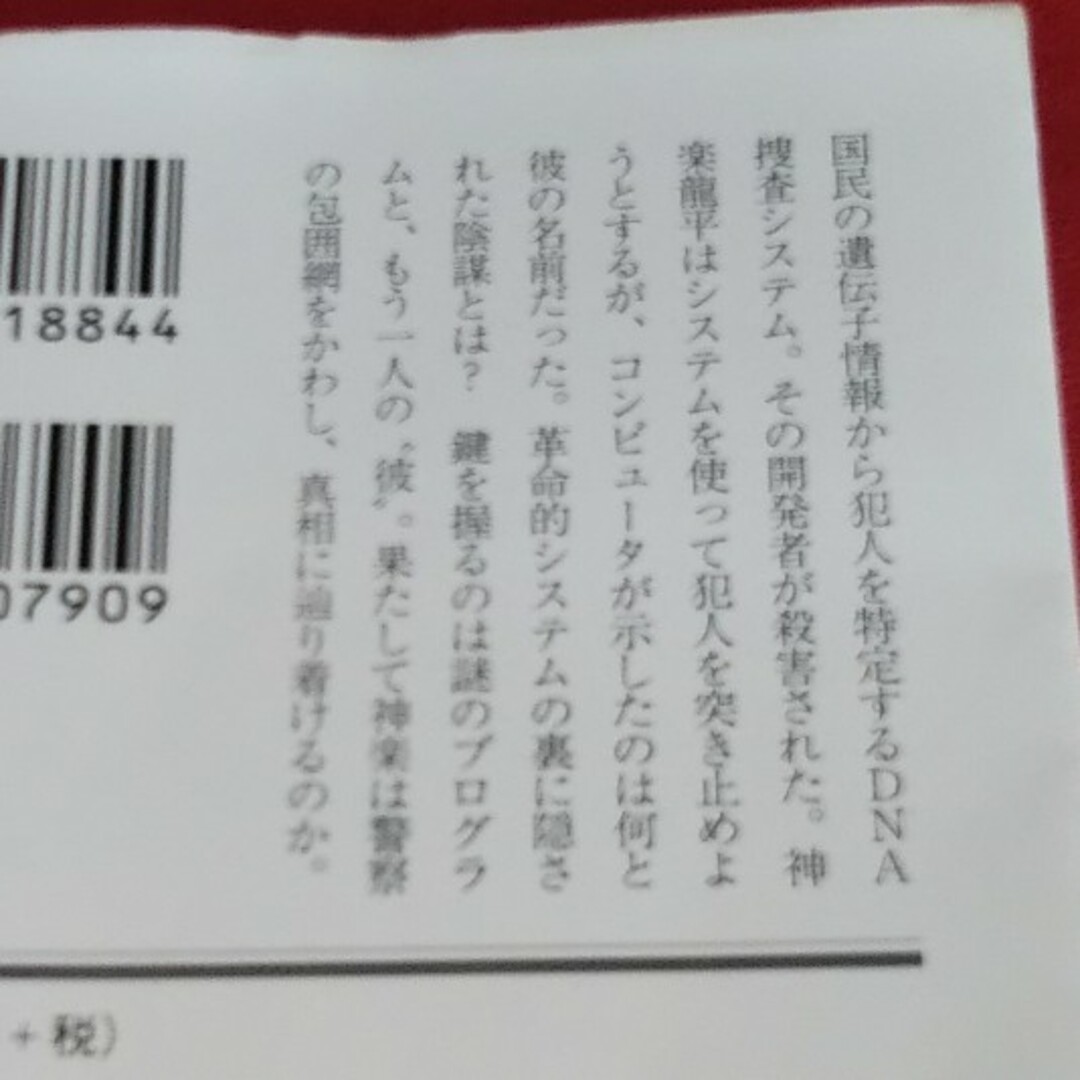 国民の遺伝子情報から犯人を特定するDNA
捜査システム。その開発者が殺害された。神
楽龍平はシステムを使って犯人を突き止めよ
うとするが、コンピュータが示したのは何と
彼の名前だった。革命的システムの裏に隠さ
れた陰謀とは? 鍵を握るのは謎のプログラ
ムと、もう一人の〝彼〟。果たして神楽は警察
の包囲網をかわし、真相に辿り着けるのか。
18844
07909
+税)